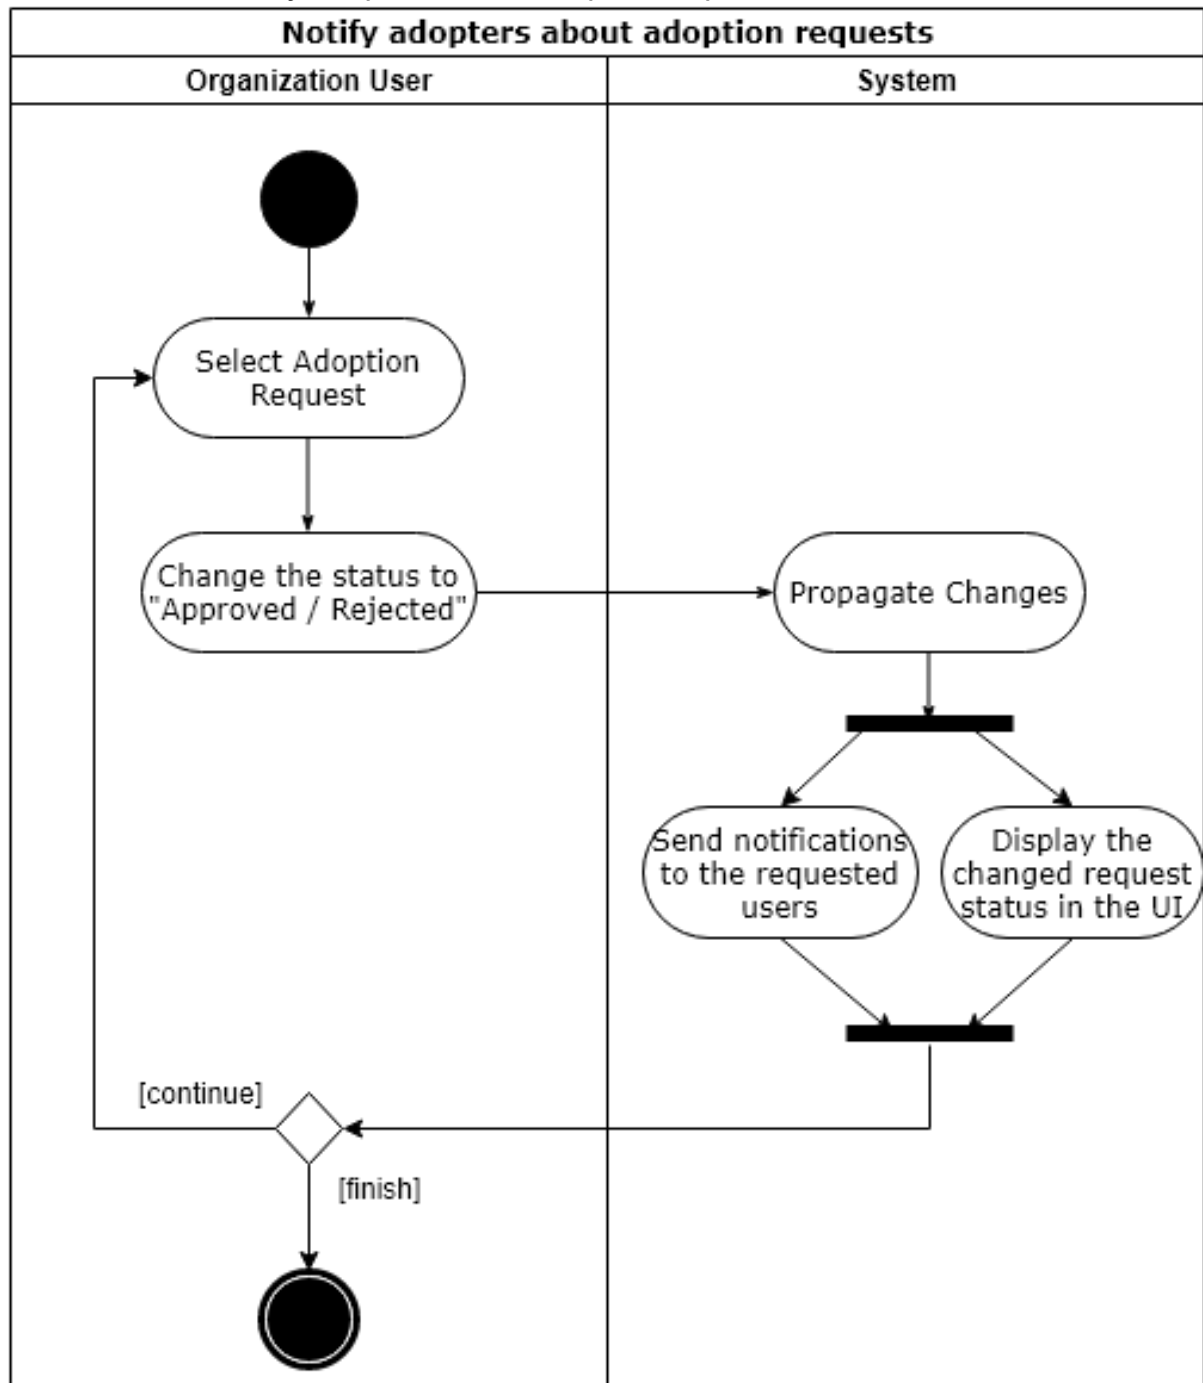 Notify adopters about adoption requests
Organization User
System
Select Adoption
Request
Change the status to
"Approved / Rejected"
Propagate Changes
Send notifications
to the requested
users
Display the
changed request
status in the UI
[continue]
[finish]